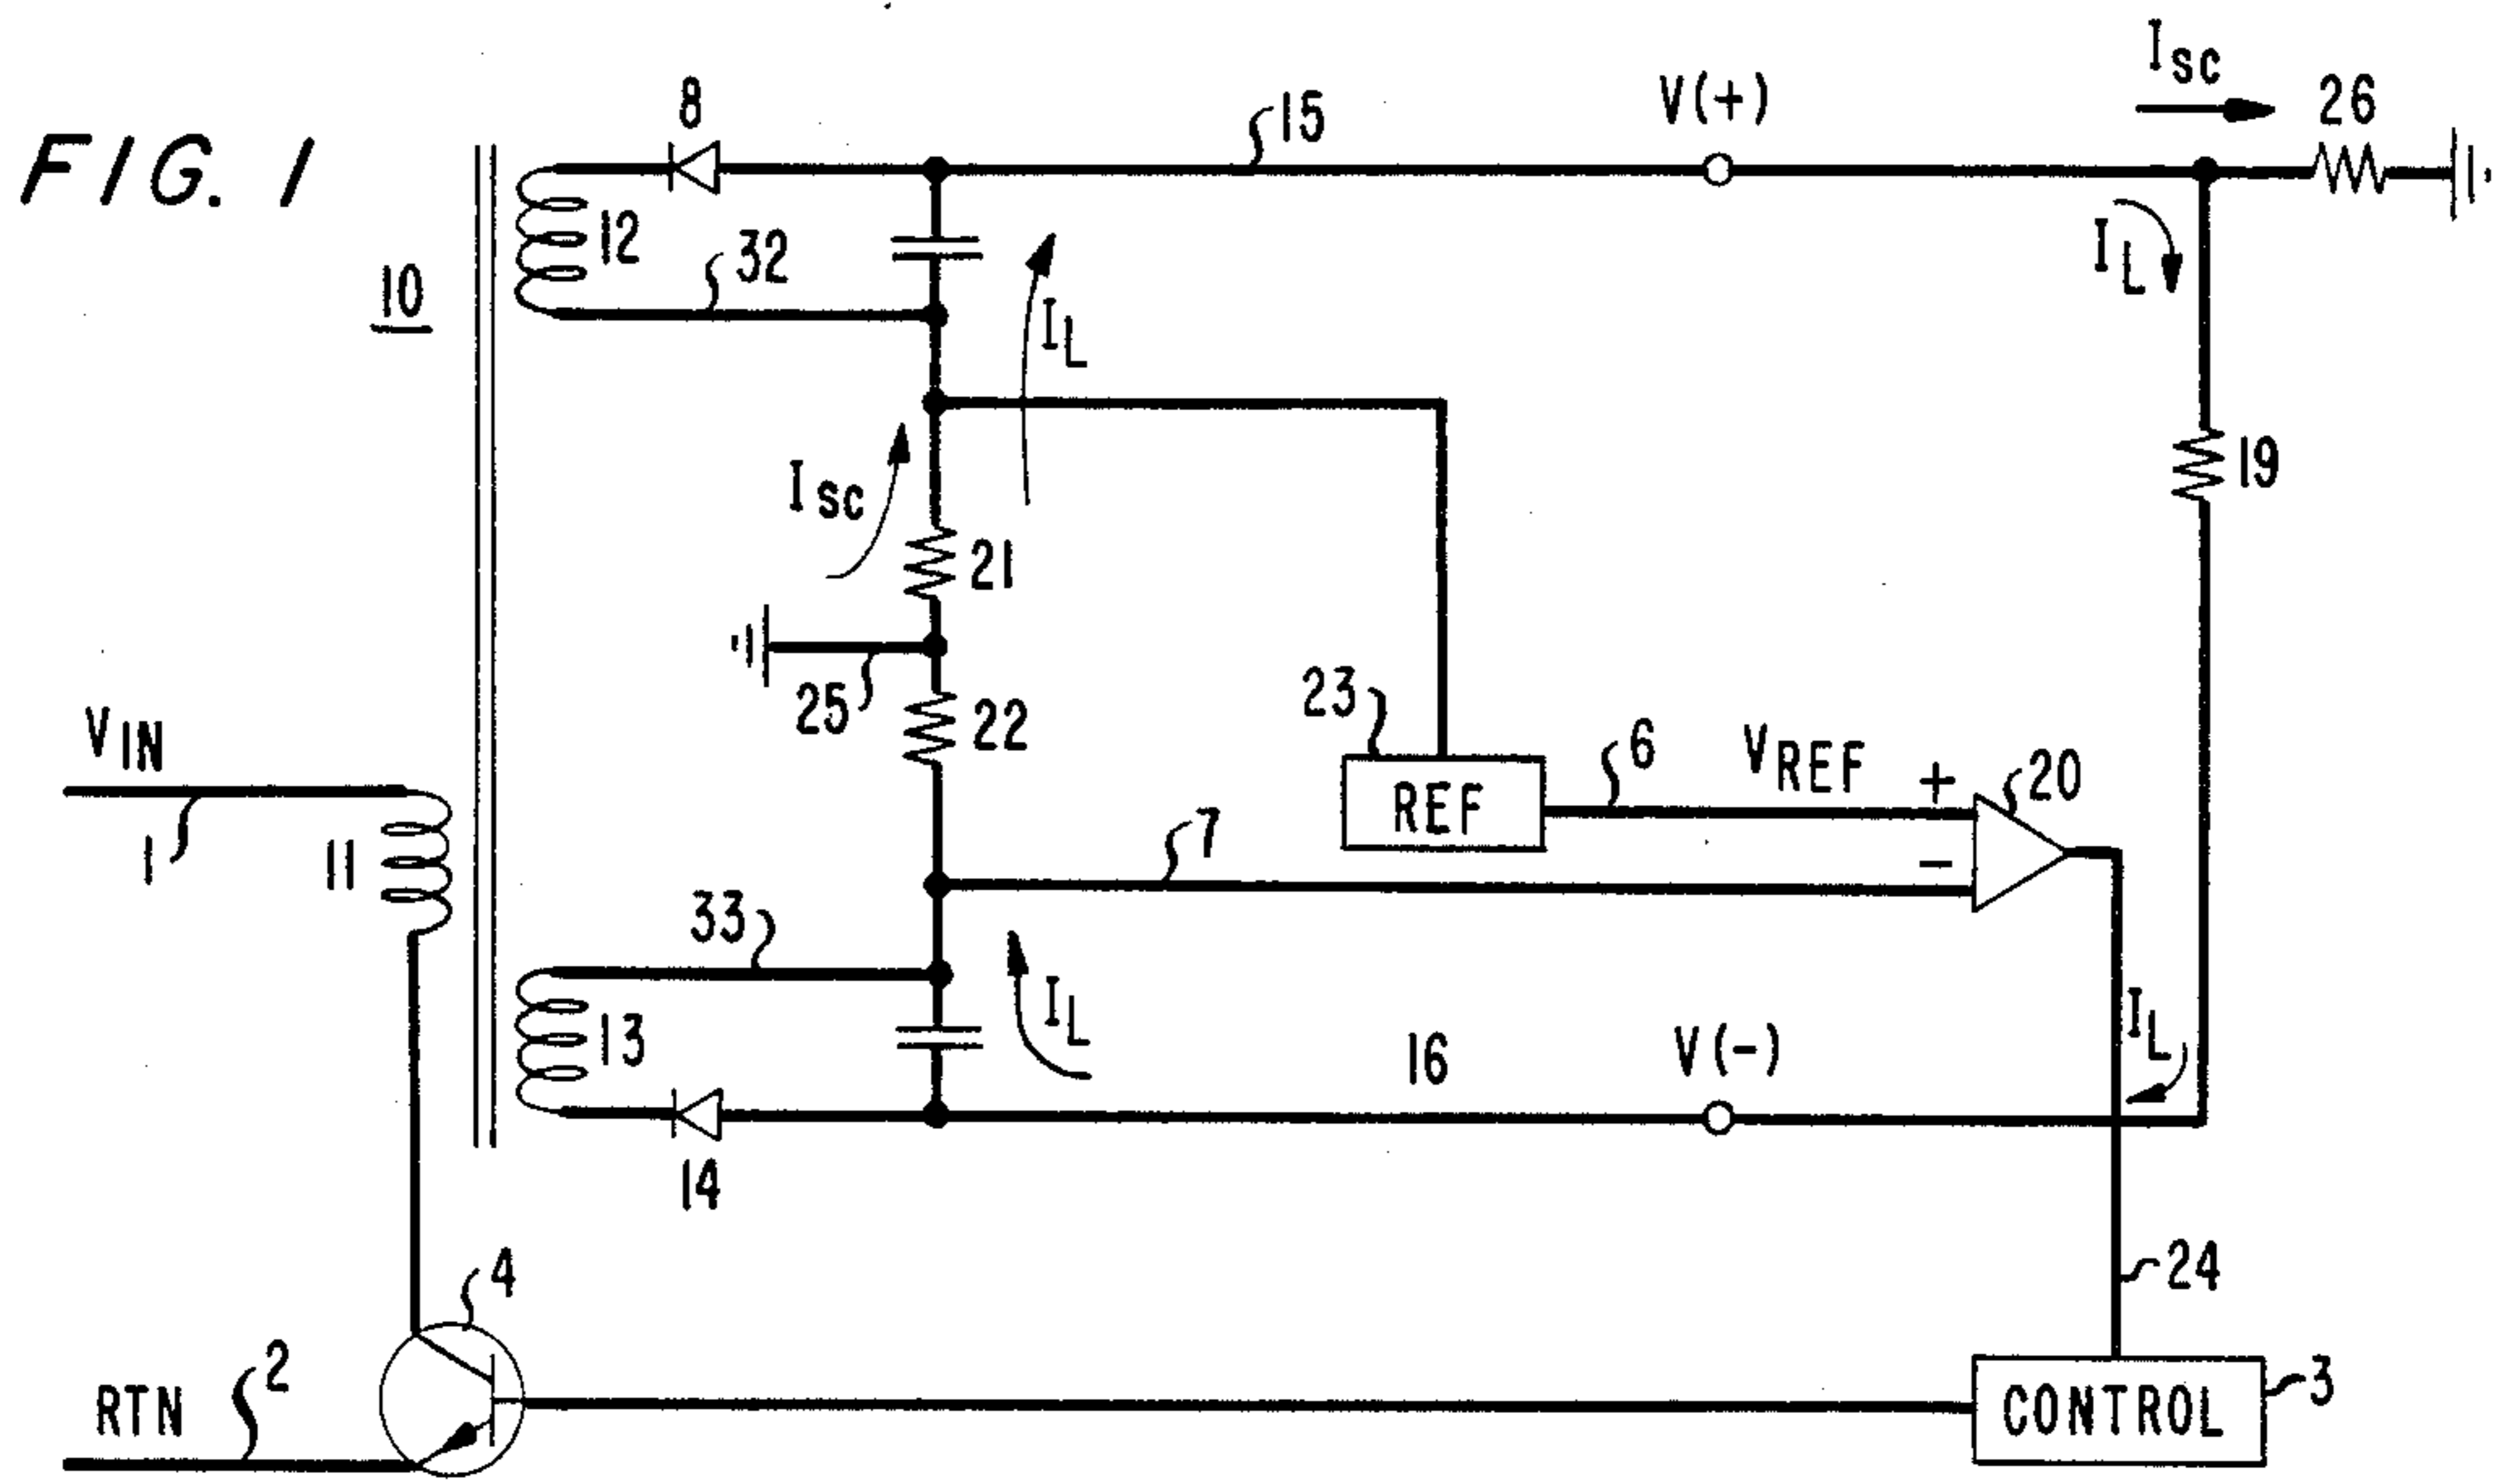 FIG. 1
10
8
12
32
15
V(+)
ISC
26
IL
IL
19
ISC
21
25
22
23
REF
6
VREF
+
-
20
7
VIN
1
11
33
13
IL
16
V(-)
IL
14
24
4
2
RTN
CONTROL
3